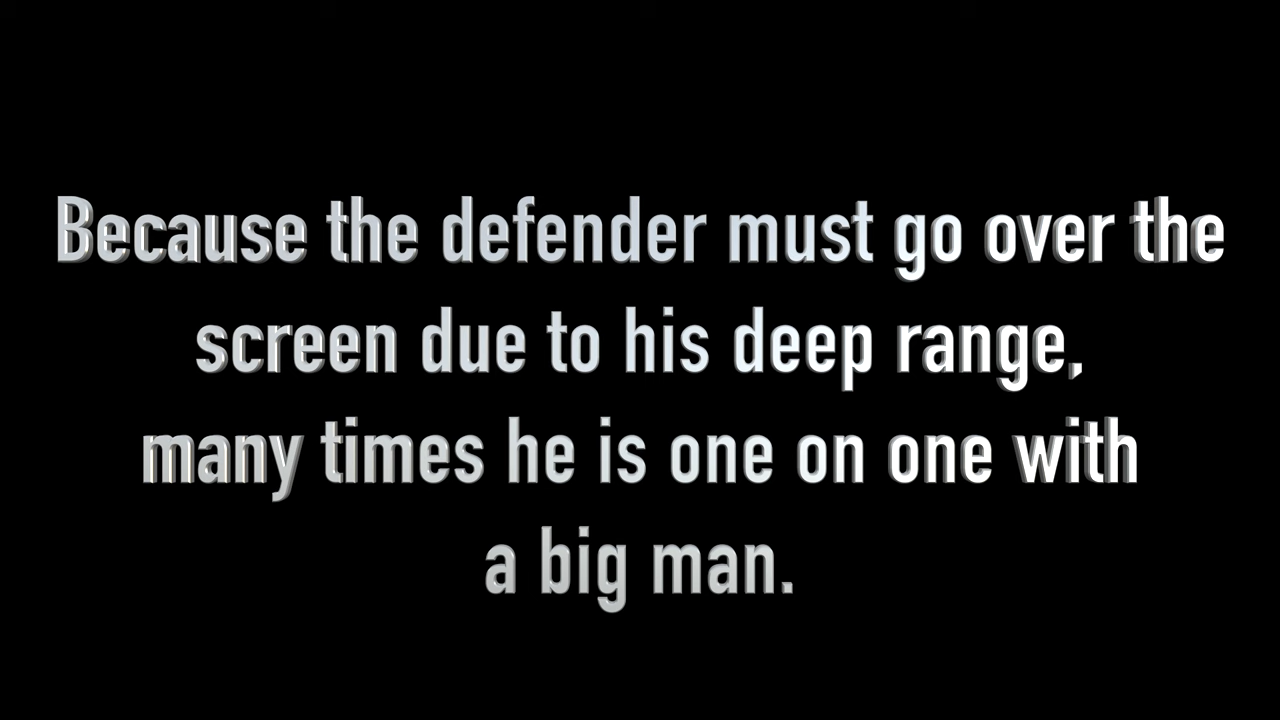 Because the defender must go over the
screen due to his deep range,
many times he is one on one with
a big man.